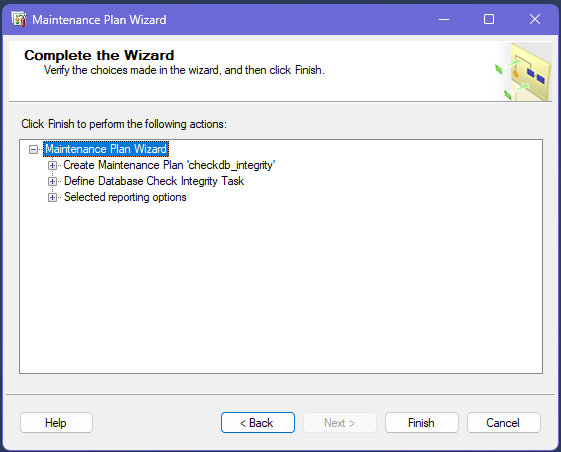 Maintenance Plan Wizard
Complete the Wizard
Verify the choices made in the wizard, and then click Finish.
Click Finish to perform the following actions:
Maintenance Plan Wizard
Create Maintenance Plan 'checkdb_integrity'
Define Database Check Integrity Task
Selected reporting options
Help
< Back
Next >
Finish
Cancel